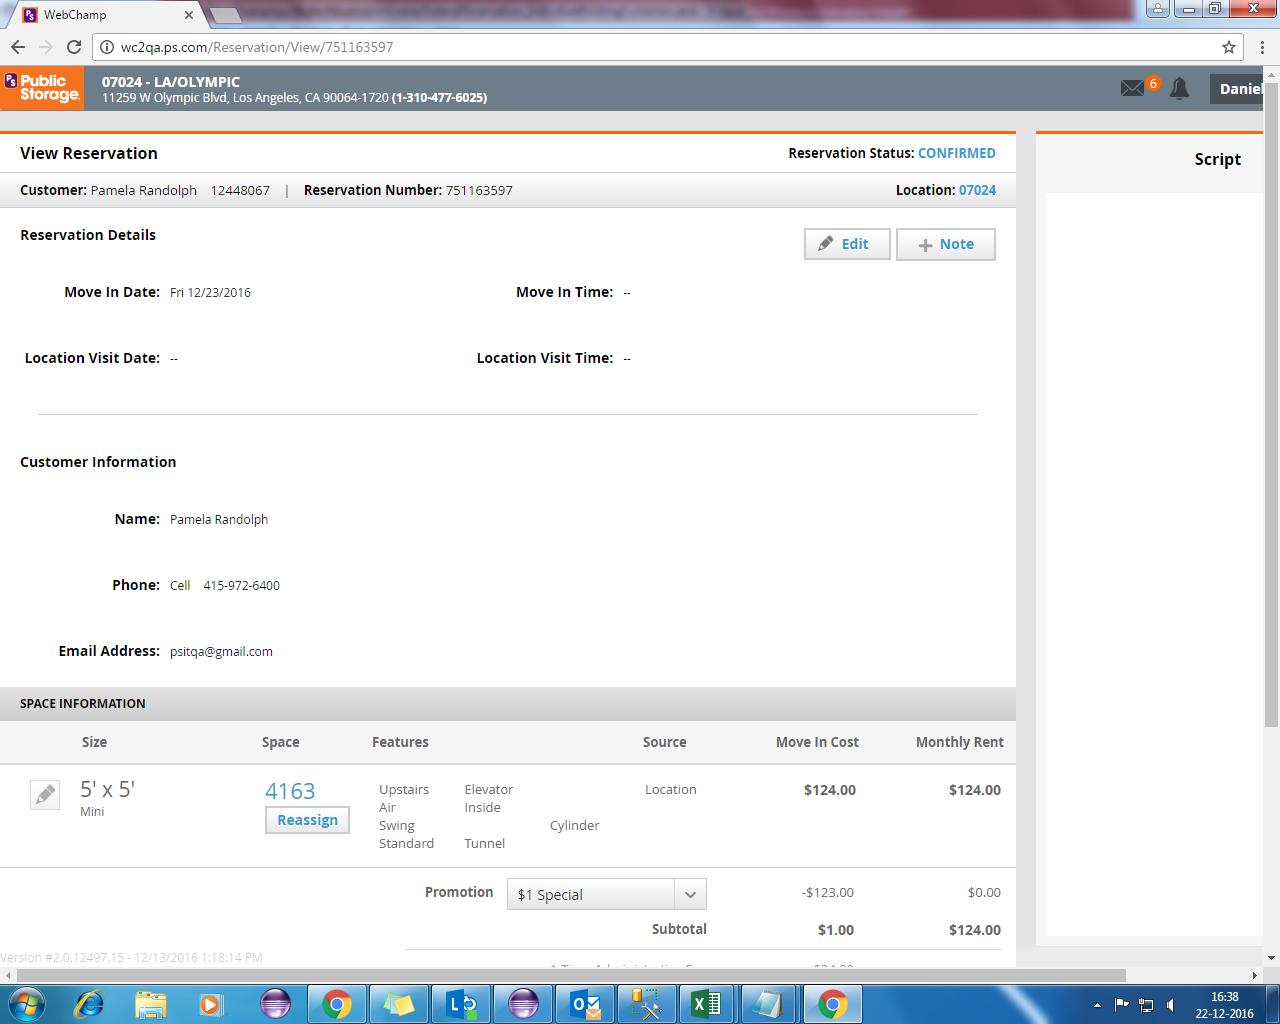 WebChamp
wc2qa.ps.com/Reservation/View/751163597
PS Public Storage.
07024 - LA/OLYMPIC
11259 W Olympic Blvd, Los Angeles, CA 90064-1720 (1-310-477-6025)
6
Daniel
View Reservation
Reservation Status: CONFIRMED
Script
Customer: Pamela Randolph 12448067 | Reservation Number: 751163597
Location: 07024
Reservation Details
Edit
+ Note
Move In Date: Fri 12/23/2016
Move In Time: --
Location Visit Date: --
Location Visit Time: --
Customer Information
Name: Pamela Randolph
Phone: Cell 415-972-6400
Email Address: psitqa@gmail.com
SPACE INFORMATION
Size Space Features Source Move In Cost Monthly Rent
5' x 5'
Mini
4163
Reassign
Upstairs Elevator
Air Inside
Swing Cylinder
Standard Tunnel
Location
$124.00
$124.00
Promotion $1 Special -$123.00 $0.00
Subtotal $1.00 $124.00
Version #2.0.12497.15 - 12/13/2016 1:18:14 PM
16:38
22-12-2016